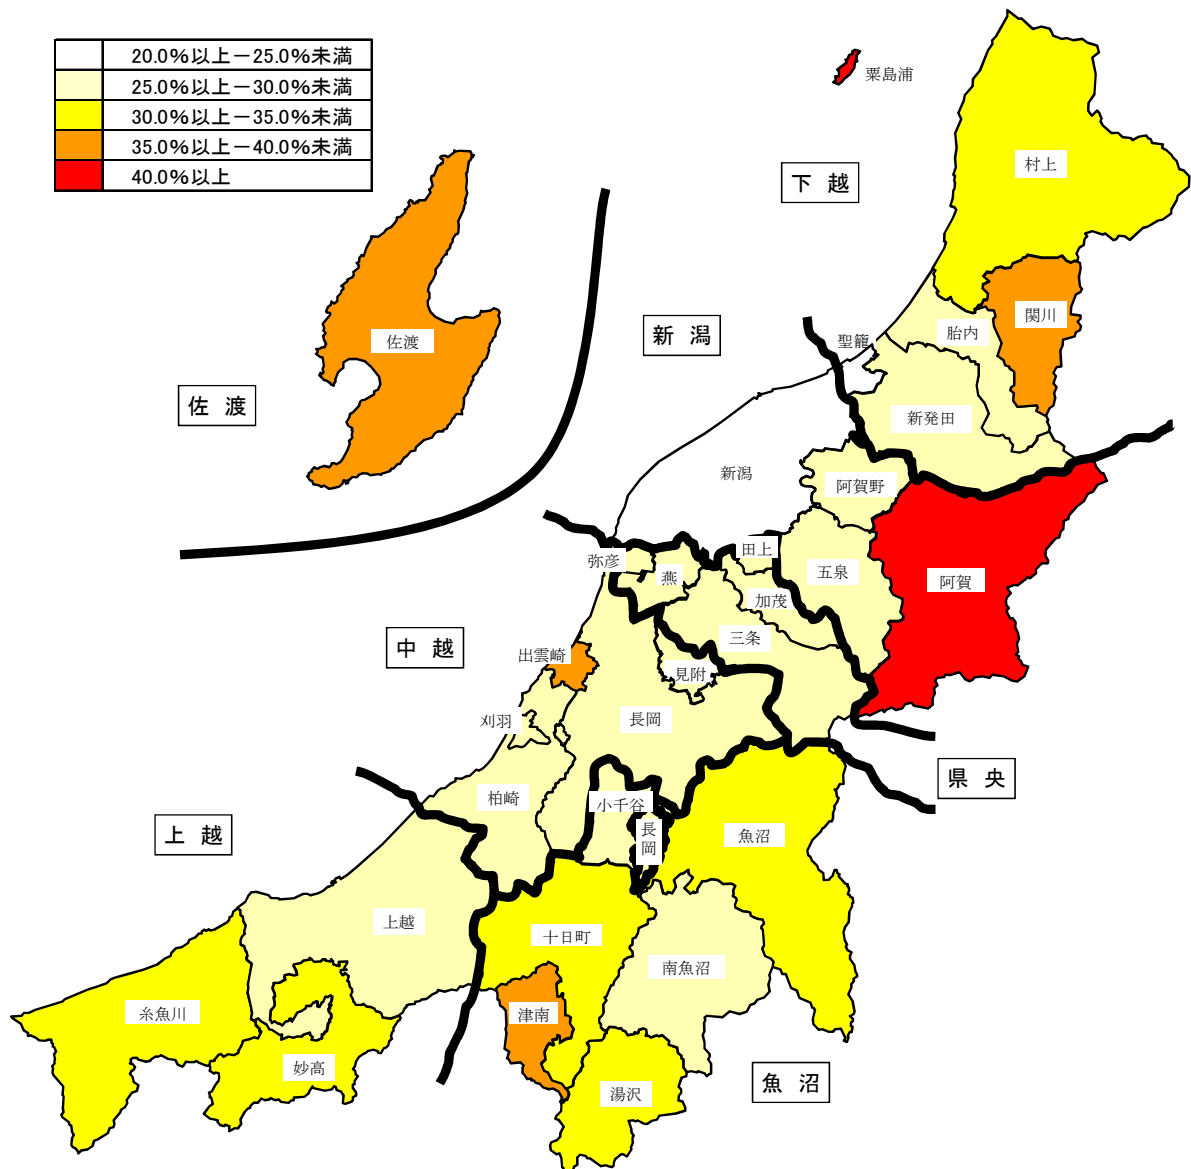 20.0%以上－25.0%未満
25.0%以上－30.0%未満
30.0%以上－35.0%未満
35.0%以上－40.0%未満
40.0%以上
粟島浦
村上
下 越
関川
新 潟
胎内
聖籠
佐渡
佐 渡
新発田
新潟
阿賀野
田上
弥彦
燕
五泉
阿賀
加茂
三条
中 越
出雲崎
見附
長岡
刈羽
県 央
柏崎
小千谷
長
岡
上 越
魚沼
上越
十日町
南魚沼
糸魚川
津南
妙高
湯沢
魚 沼